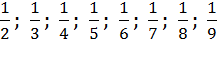 1/2 ; 1/3 ; 1/4 ; 1/5 ; 1/6 ; 1/7 ; 1/8 ; 1/9